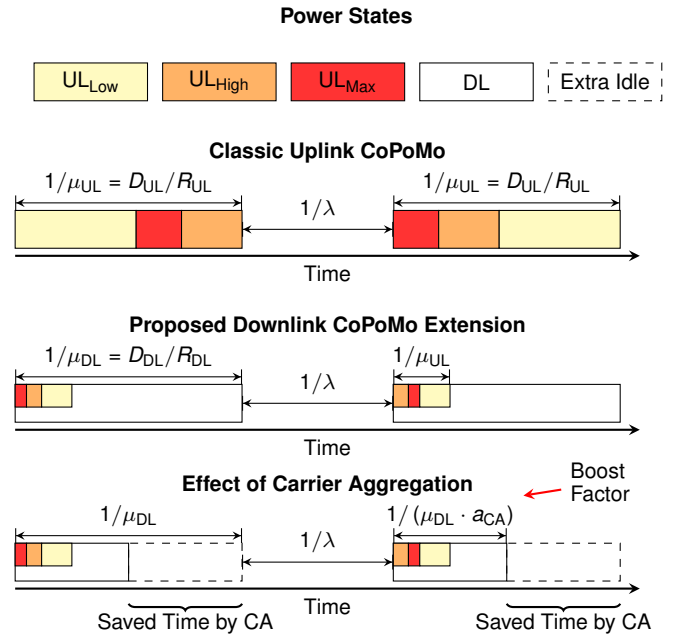 Power States
UL_Low UL_High UL_Max DL Extra Idle
Classic Uplink CoPoMo
1/μ_UL = D_UL/R_UL 1/λ 1/μ_UL = D_UL/R_UL
Time
Proposed Downlink CoPoMo Extension
1/μ_DL = D_DL/R_DL 1/λ 1/μ_UL
Time
Effect of Carrier Aggregation
Boost
Factor
1/μ_DL 1/λ 1/(μ_DL · a_CA)
Time
Saved Time by CA Saved Time by CA